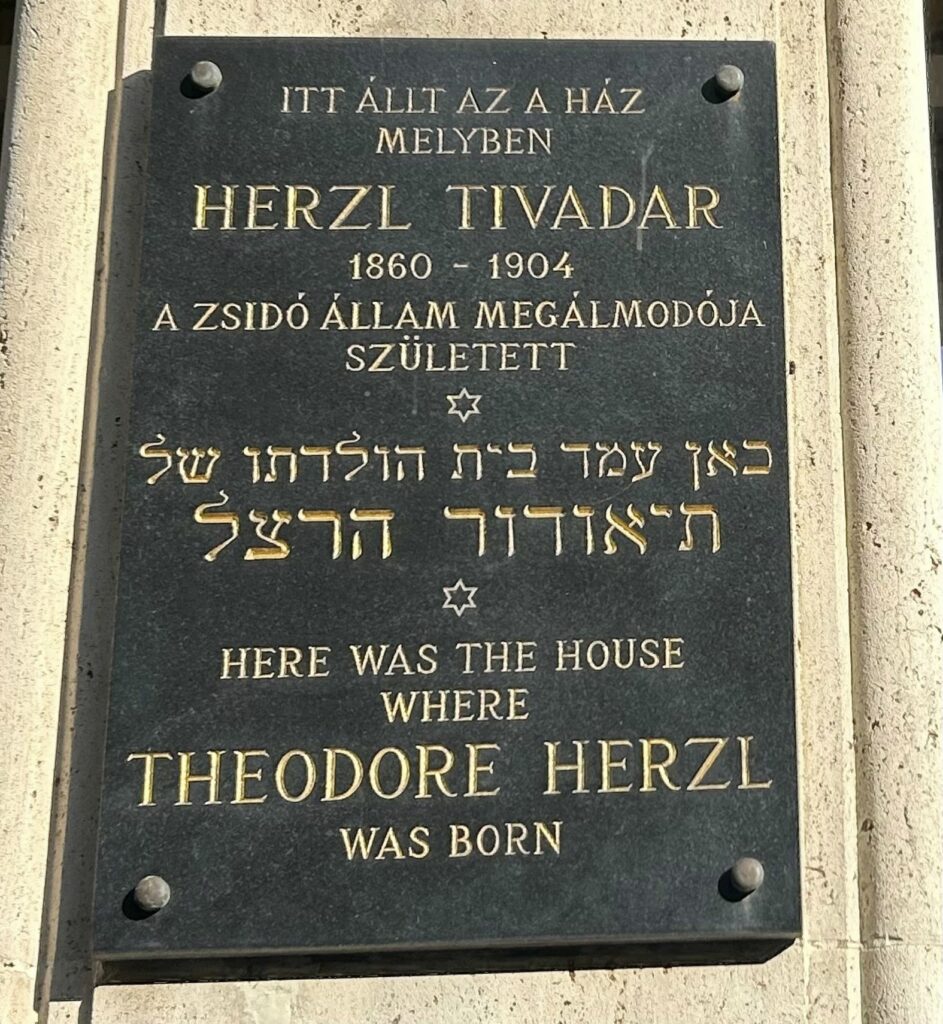 ITT ÁLLT AZ A HÁZ
MELYBEN
HERZL TIVADAR
1860 - 1904
A ZSIDÓ ÁLLAM MEGÁLMODÓJA
SZÜLETETT
כאן עמד בית הולדתו של
תיאודור הרצל
HERE WAS THE HOUSE
WHERE
THEODORE HERZL
WAS BORN